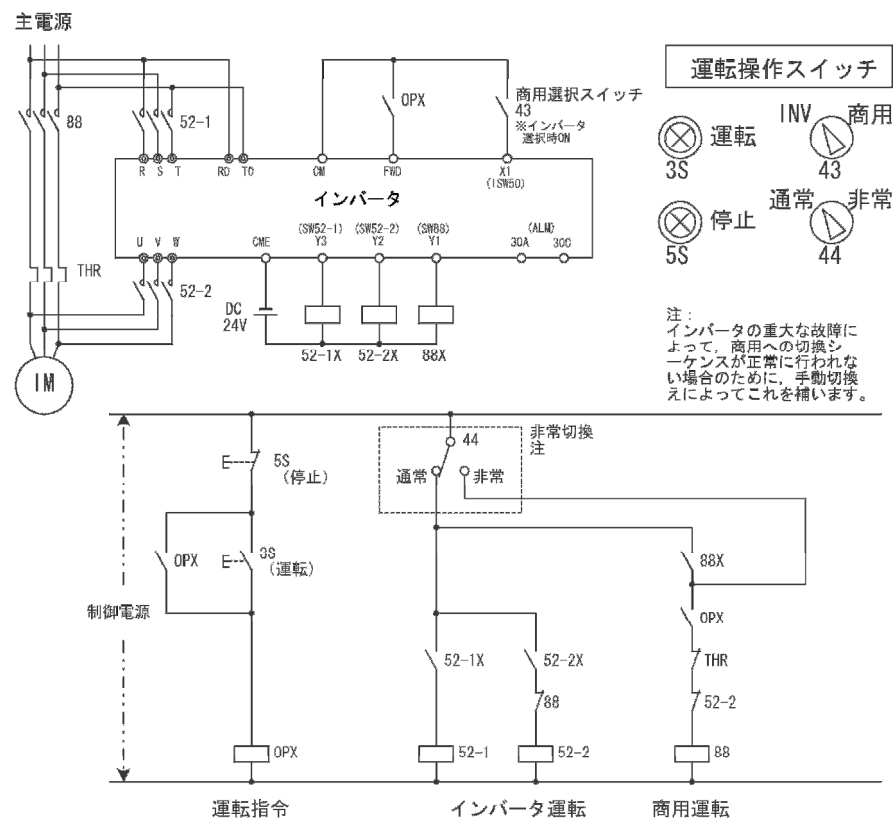 主電源
運転操作スイッチ
88
52-1
OPX
商用選択スイッチ
43
※インバータ
選択時ON
INV 商用
運転
3S
43
R S T RO TO CM FWD X1
(ISW50)
インバータ
通常 非常
停止
5S
44
(SW52-1) (SW52-2) (SW88) (ALM)
U V W CME Y3 Y2 Y1 30A 30C
THR
52-2
DC
24V
52-1X 52-2X 88X
IM
注:
インバータの重大な故障に
よって, 商用への切換シ
ーケンスが正常に行われな
い場合のために, 手動切換
えによってこれを補います。
44
非常切換
注
通常 非常
5S
(停止)
OPX
3S
(運転)
88X
制御電源
OPX
52-1X
52-2X
THR
88
52-2
OPX
52-1
52-2
88
運転指令 インバータ運転 商用運転